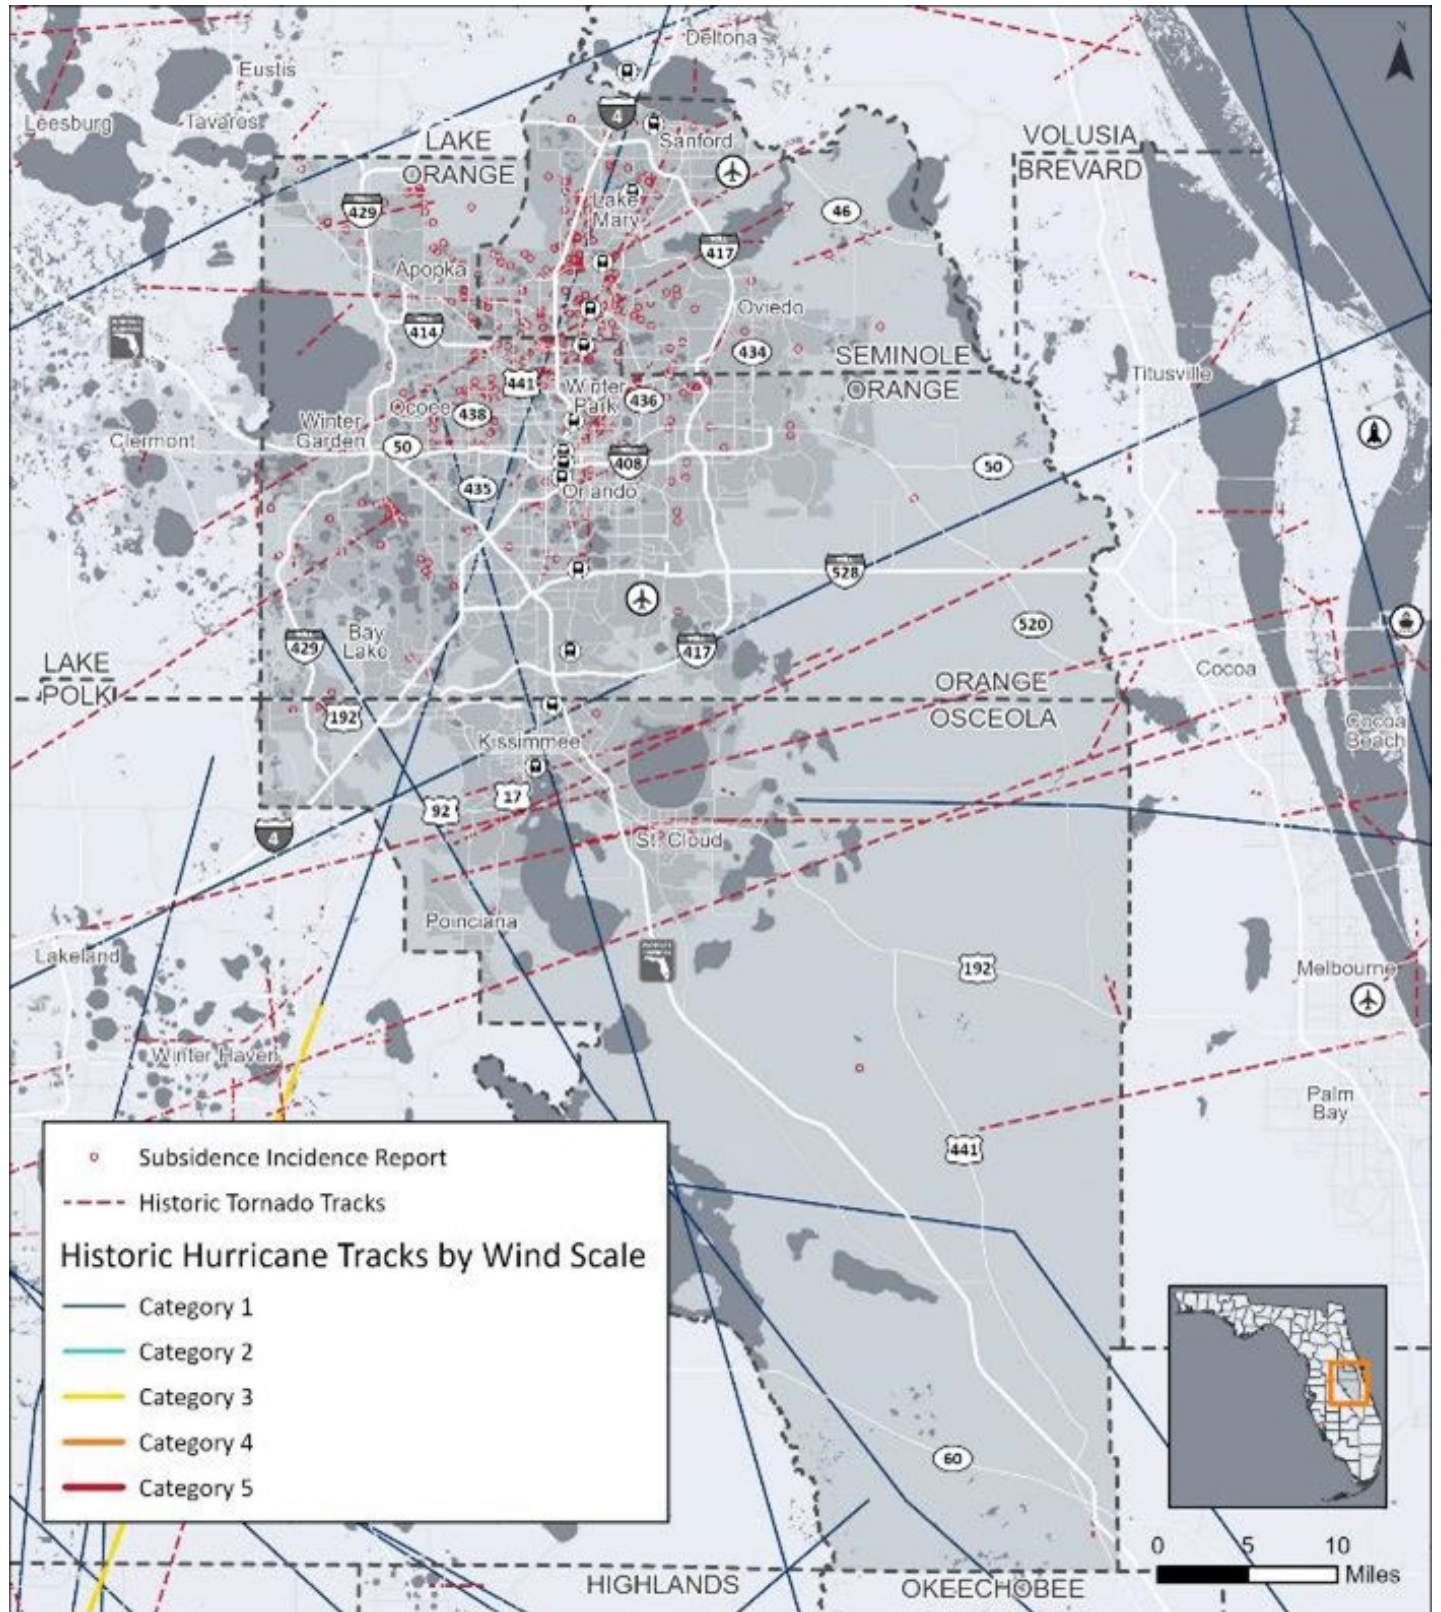 N
Deltona
Eustis
Leesburg
Tavares
4
Sanford
LAKE
ORANGE
VOLUSIA
BREVARD
429
Lake
Mary
46
417
Apopka
414
Oviedo
434
SEMINOLE
ORANGE
Titusville
441
Winter
Park
436
Ocoee
438
Winter
Garden
Clermont
50
408
50
435
Orlando
528
520
429
Bay
Lake
417
LAKE
POLK
ORANGE
OSCEOLA
Cocoa
192
Cocoa
Beach
Kissimmee
92
17
4
St. Cloud
Poinciana
Lakeland
192
Melbourne
Winter Haven
Palm
Bay
441
Subsidence Incidence Report
Historic Tornado Tracks
Historic Hurricane Tracks by Wind Scale
Category 1
Category 2
Category 3
Category 4
Category 5
60
0 5 10
Miles
HIGHLANDS
OKEECHOBEE